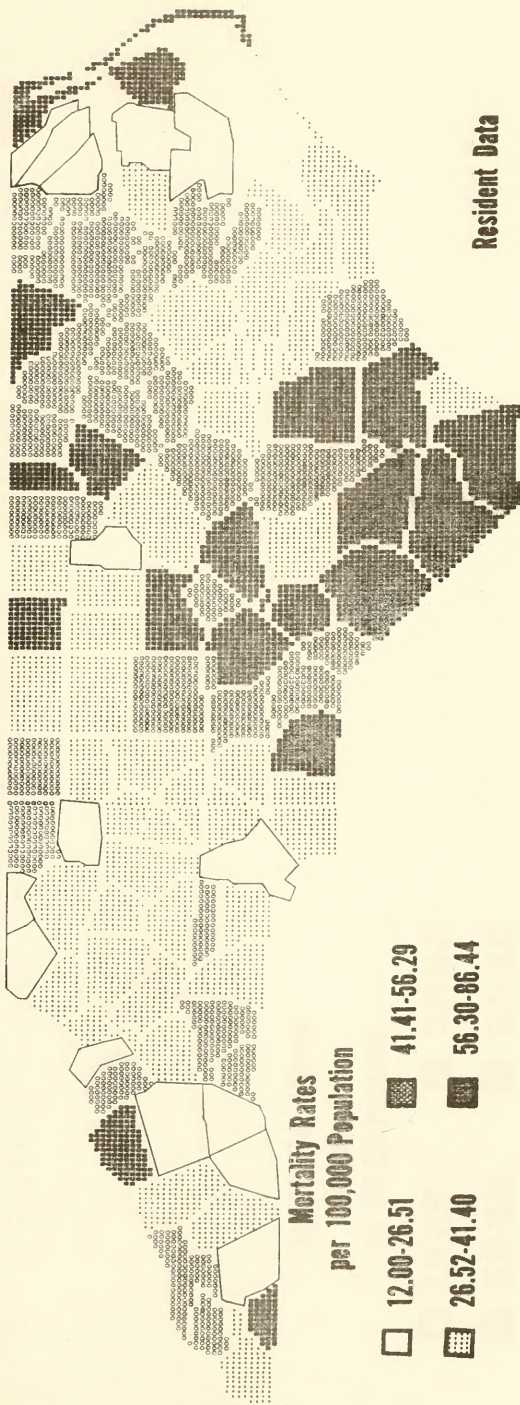 Resident Data
Mortality Rates
per 100,000 Population
12.00-26.51
41.41-56.29
26.52-41.40
56.30-86.44